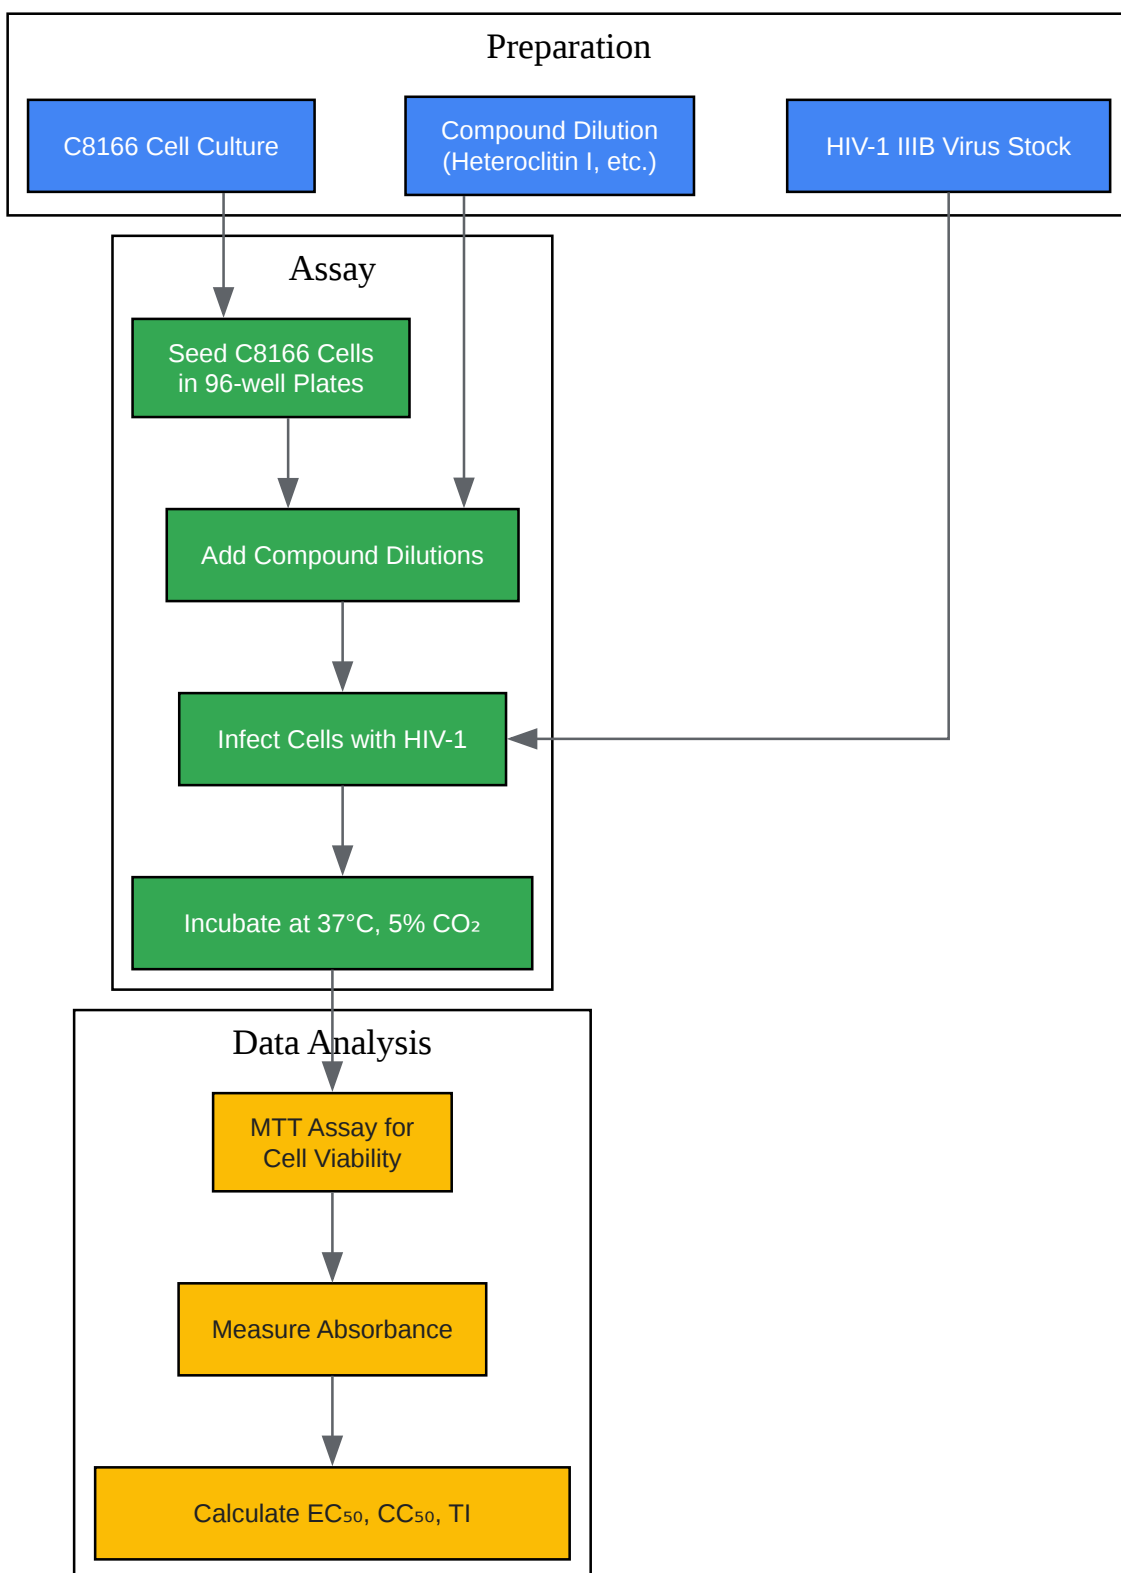 Preparation
C8166 Cell Culture
Compound Dilution
(Heteroclitin I, etc.)
HIV-1 IIIB Virus Stock
Assay
Seed C8166 Cells
in 96-well Plates
Add Compound Dilutions
Infect Cells with HIV-1
Incubate at 37°C, 5% CO₂
Data Analysis
MTT Assay for
Cell Viability
Measure Absorbance
Calculate EC₅₀, CC₅₀, TI